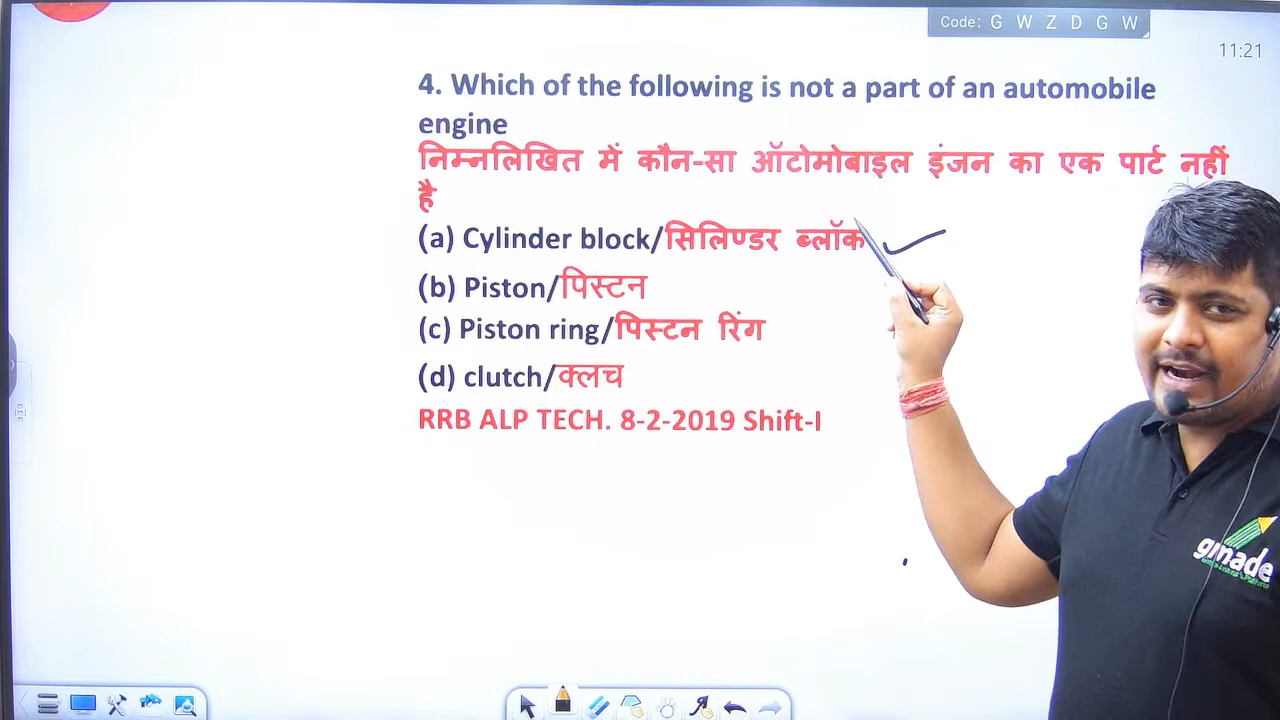 Code: G W Z D G W
11:21
4. Which of the following is not a part of an automobile
engine
निम्नलिखित में कौन-सा ऑटोमोबाइल इंजन का एक पार्ट नहीं
है
(a) Cylinder block/सिलिण्डर ब्लॉक
(b) Piston/पिस्टन
(c) Piston ring/पिस्टन रिंग
(d) clutch/क्लच
RRB ALP TECH. 8-2-2019 Shift-I